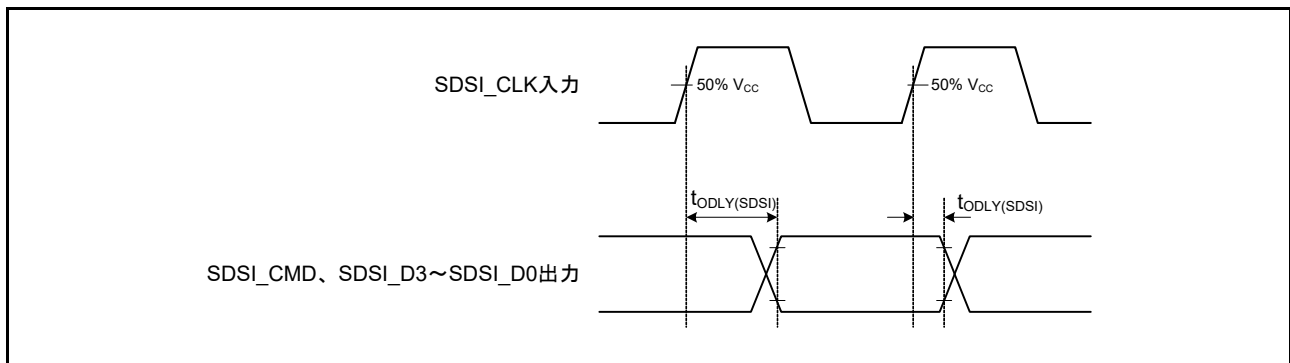 SDSI_CLK入力
50% VCC
50% VCC
tODLY(SDSI)
tODLY(SDSI)
SDSI_CMD、SDSI_D3～SDSI_D0出力